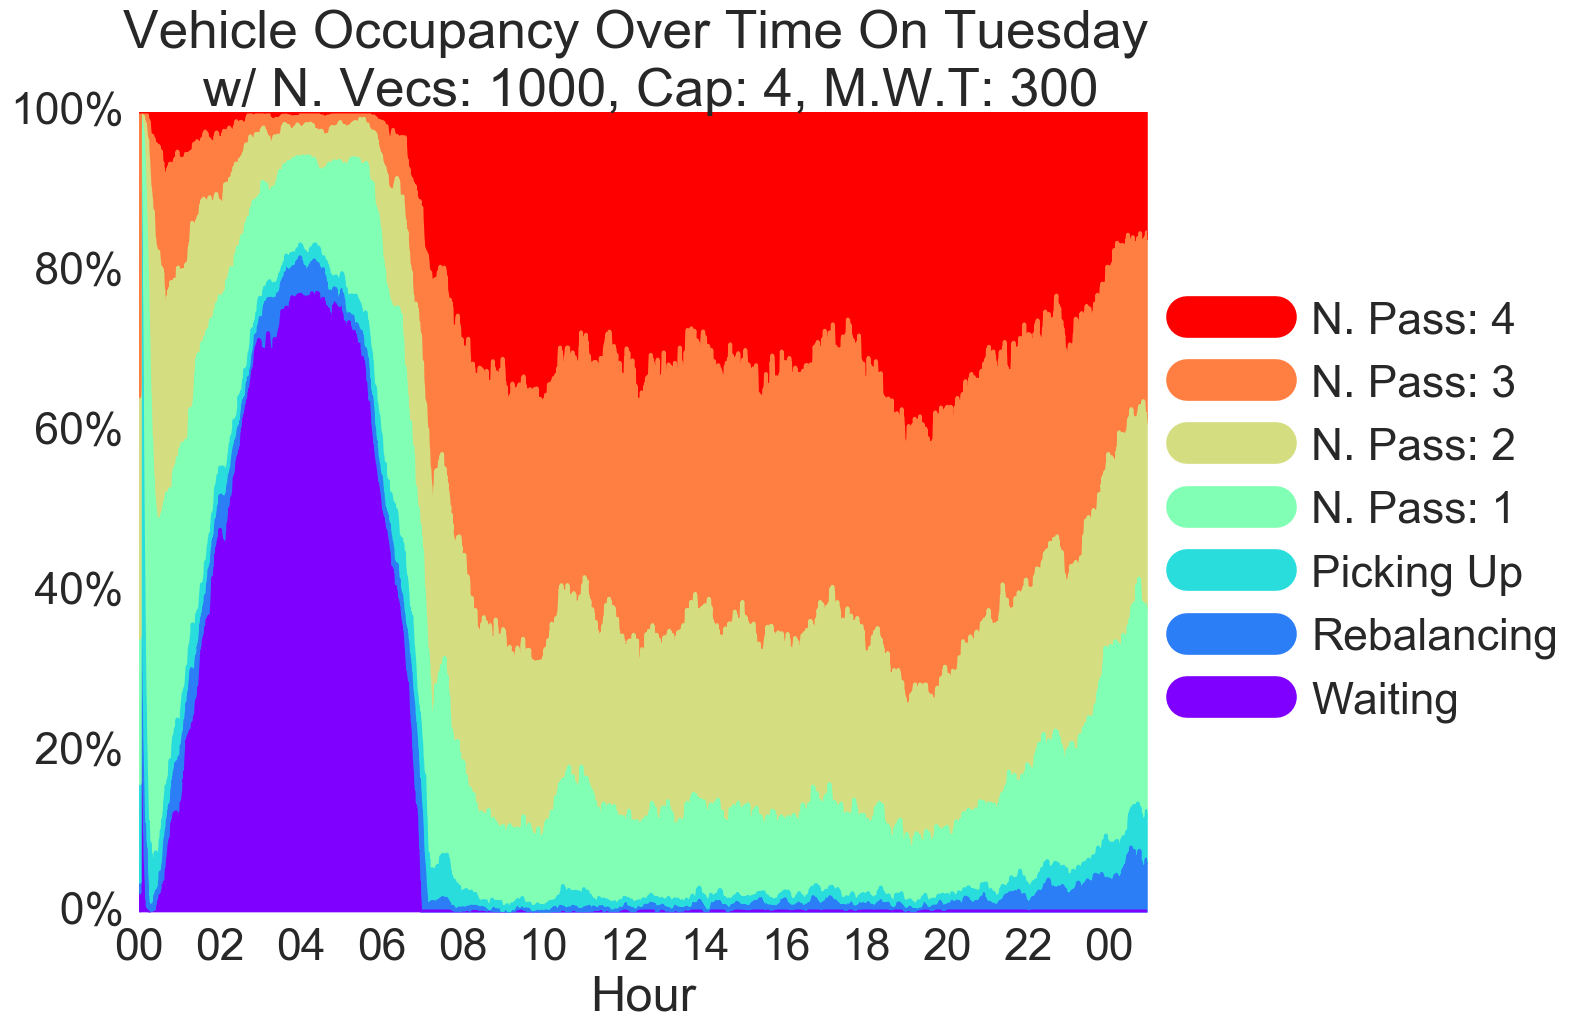 Vehicle Occupancy Over Time On Tuesday
w/ N. Vecs: 1000, Cap: 4, M.W.T: 300
100%
80%
60%
40%
20%
0%
00 02 04 06 08 10 12 14 16 18 20 22 00
Hour
N. Pass: 4
N. Pass: 3
N. Pass: 2
N. Pass: 1
Picking Up
Rebalancing
Waiting